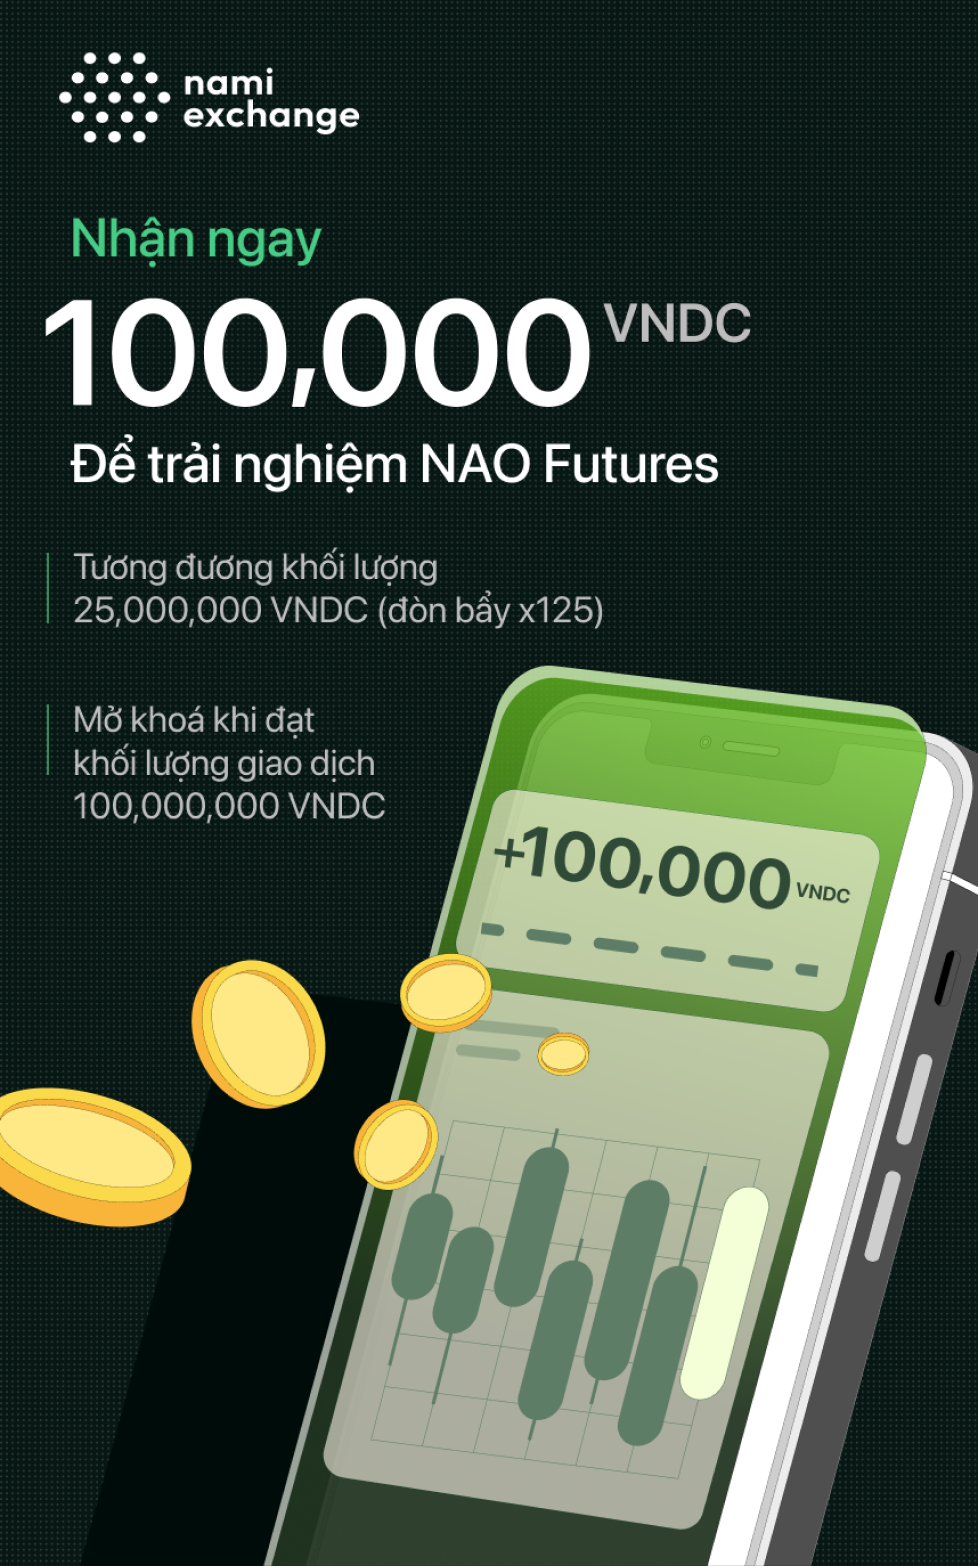 nami
exchange
Nhận ngay
100,000 VNDC
Để trải nghiệm NAO Futures
Tương đương khối lượng
25,000,000 VNDC (đòn bẩy x125)
Mở khoá khi đạt
khối lượng giao dịch
100,000,000 VNDC
+100,000 VNDC